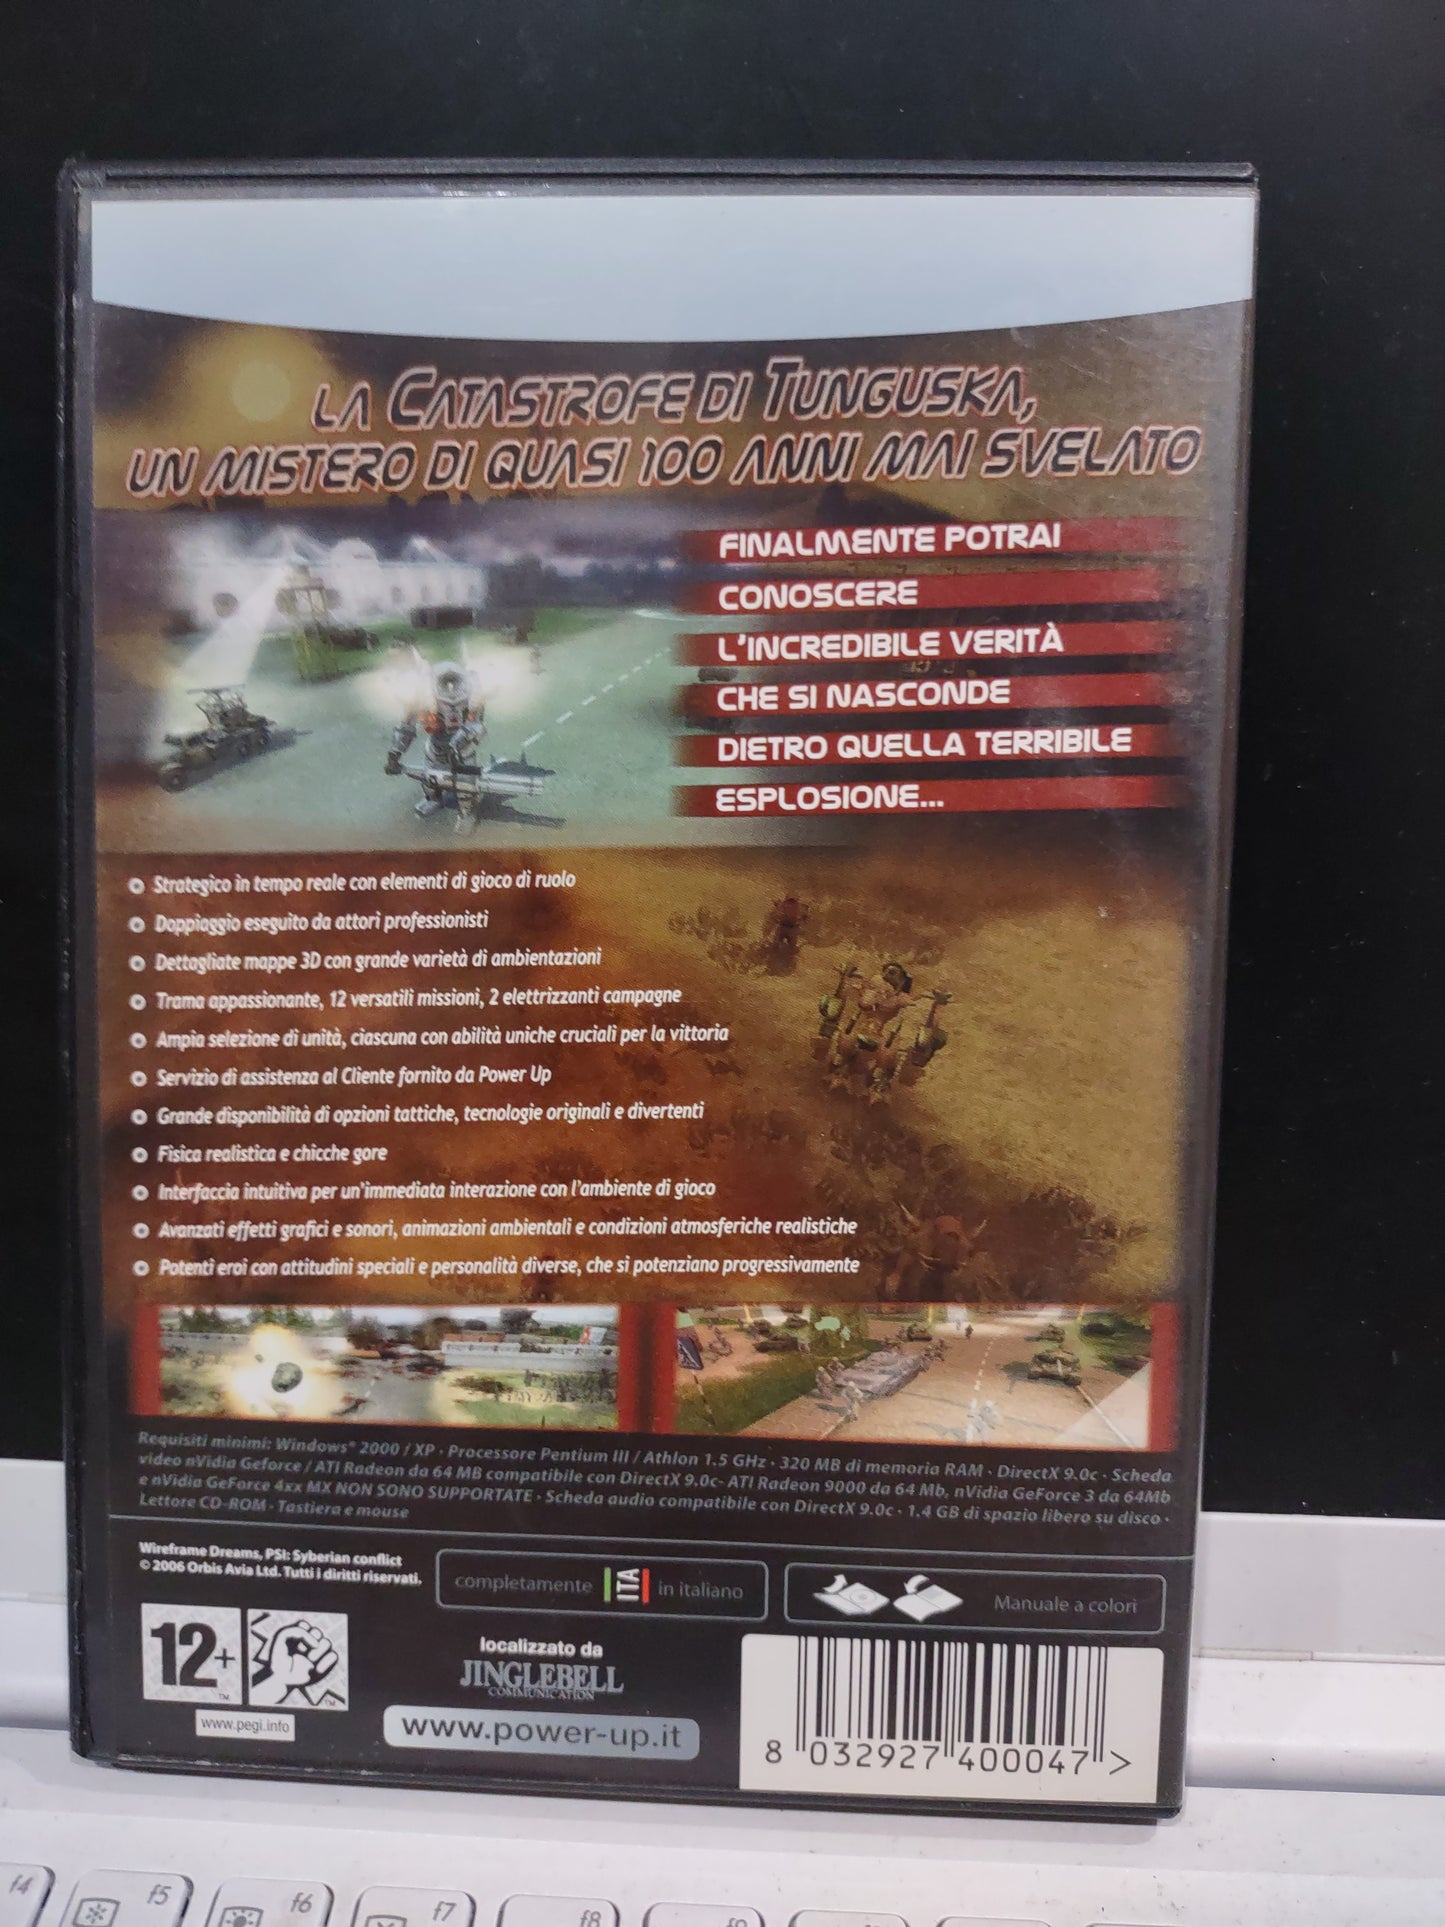 LA CATASTROFE DI TUNGUSKA,
UN MISTERO DI QUASI 100 ANNI MAI SVELATO
FINALMENTE POTRAI
CONOSCERE
L'INCREDIBILE VERITÀ
CHE SI NASCONDE
DIETRO QUELLA TERRIBILE
ESPLOSIONE...
Strategico in tempo reale con elementi di gioco di ruolo
Doppiaggio eseguito da attori professionisti
Dettagliate mappe 3D con grande varietà di ambientazioni
Trama appassionante, 12 versatili missioni, 2 elettrizzanti campagne
Ampia selezione di unità, ciascuna con abilità uniche cruciali per la vittoria
Servizio di assistenza al Cliente fornito da Power Up
Grande disponibilità di opzioni tattiche, tecnologie originali e divertenti
Fisica realistica e chicche gore
Interfaccia intuitiva per un'immediata interazione con l'ambiente di gioco
Avanzati effetti grafici e sonori, animazioni ambientali e condizioni atmosferiche realistiche
Potenti eroi con attitudini speciali e personalità diverse, che si potenziano progressivamente
Requisiti minimi: Windows® 2000 / XP · Processore Pentium III / Athlon 1.5 GHz · 320 MB di memoria RAM · DirectX 9.0c · Scheda
video nVidia Geforce / ATI Radeon da 64 MB compatibile con DirectX 9.0c- ATI Radeon 9000 da 64 Mb, nVidia GeForce 3 da 64Mb
e nVidia GeForce 4xx MX NON SONO SUPPORTATE · Scheda audio compatibile con DirectX 9.0c · 1.4 GB di spazio libero su disco ·
Lettore CD-ROM · Tastiera e mouse
Wireframe Dreams, PSI: Syberian conflict
© 2006 Orbis Avia Ltd. Tutti i diritti riservati.
completamente ITA in italiano
Manuale a colori
12+ TM
TM
www.pegi.info
localizzato da
JINGLEBELL
COMMUNICATION
www.power-up.it
8 032927 400047 >
f4 f5 f6 f7 f8 f9